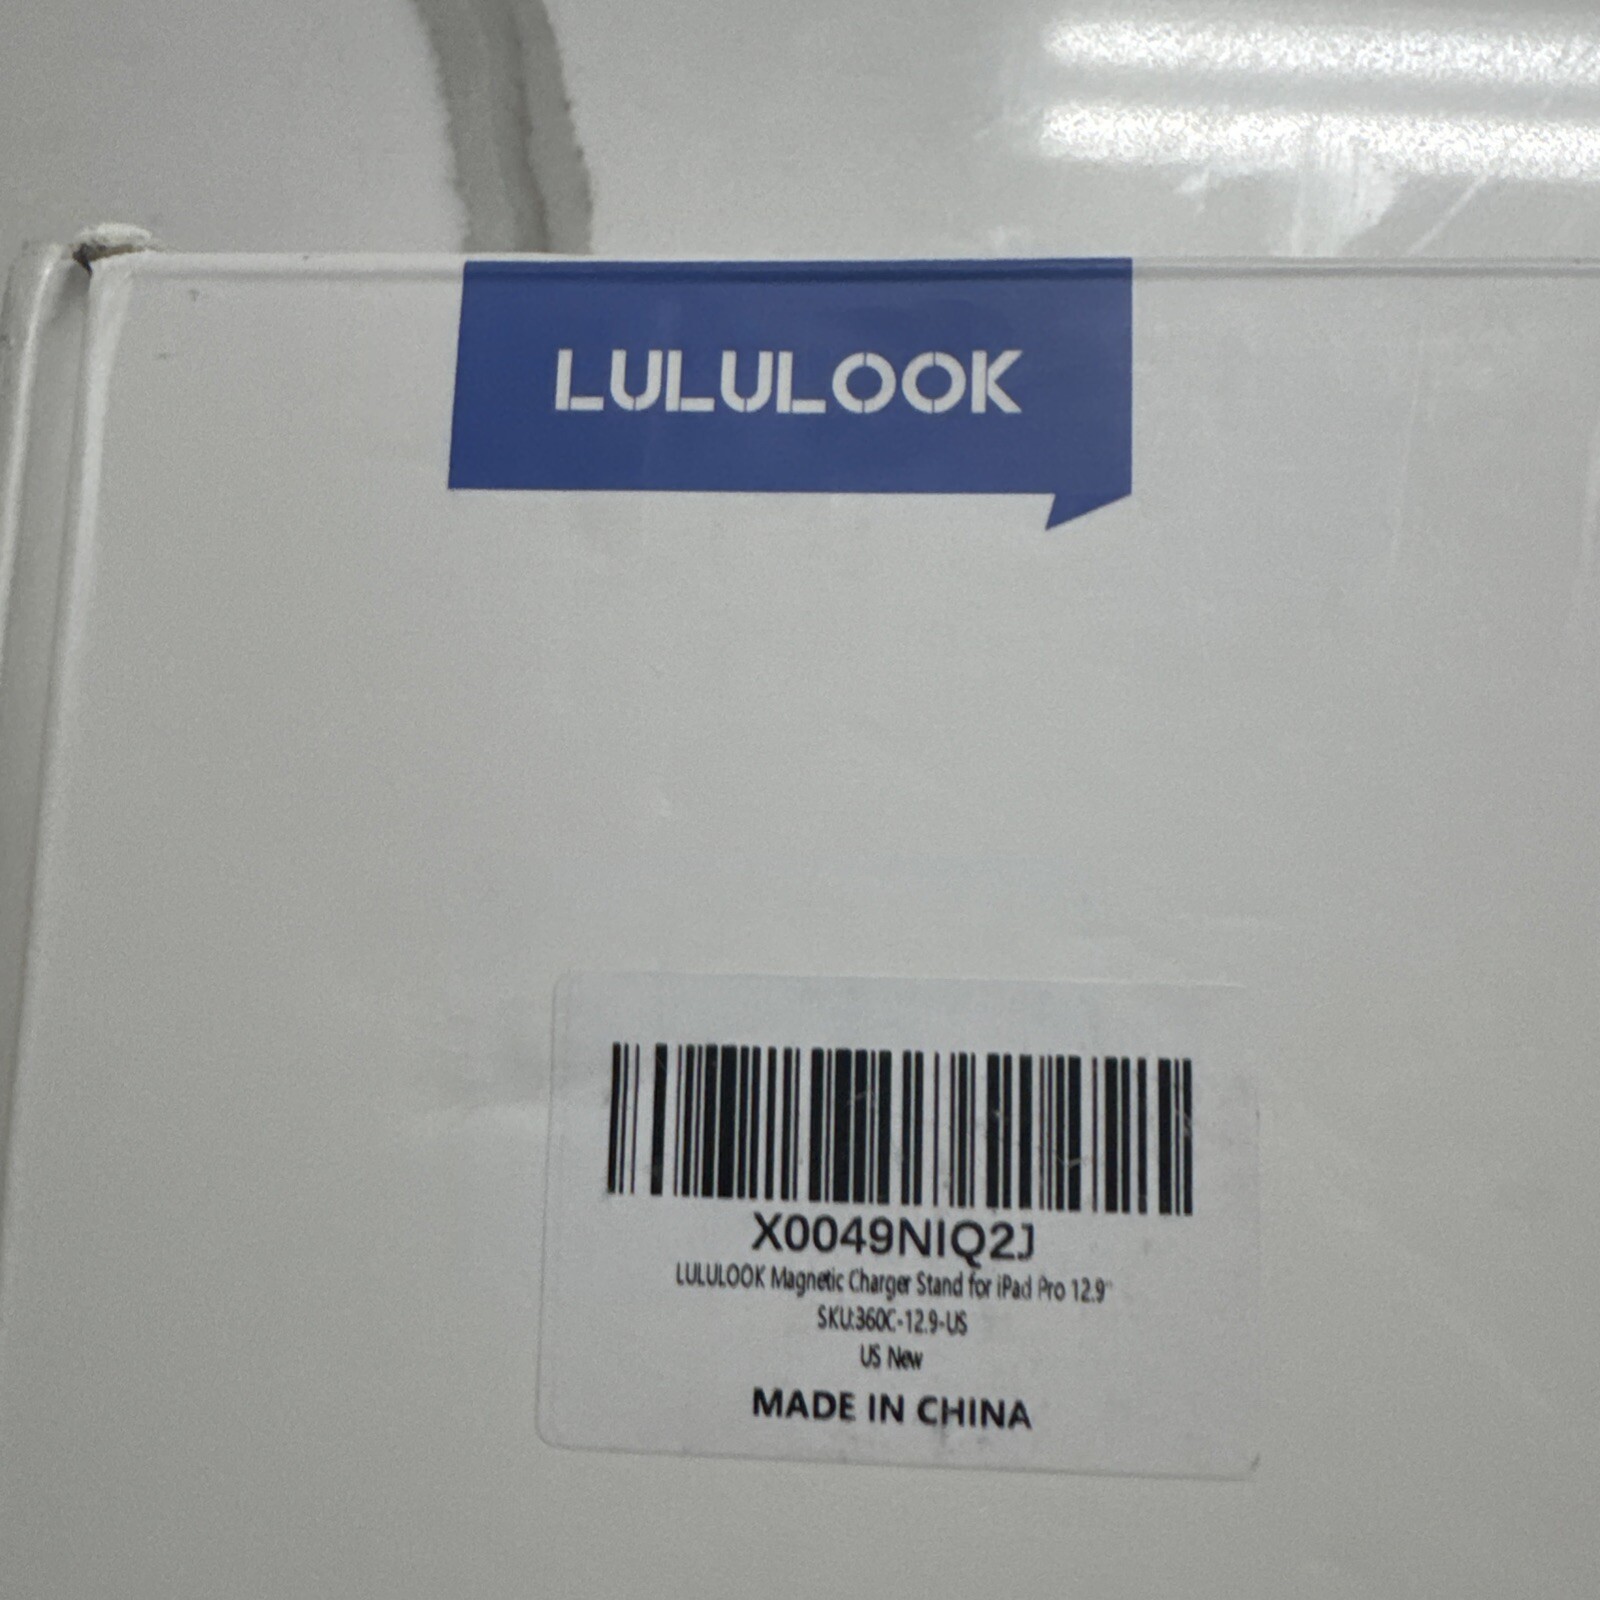 LULULOOK
X0049NIQ2J
LULULOOK Magnetic Charger Stand for iPad Pro 12.9"
SKU:360C-12.9-US
US New
MADE IN CHINA